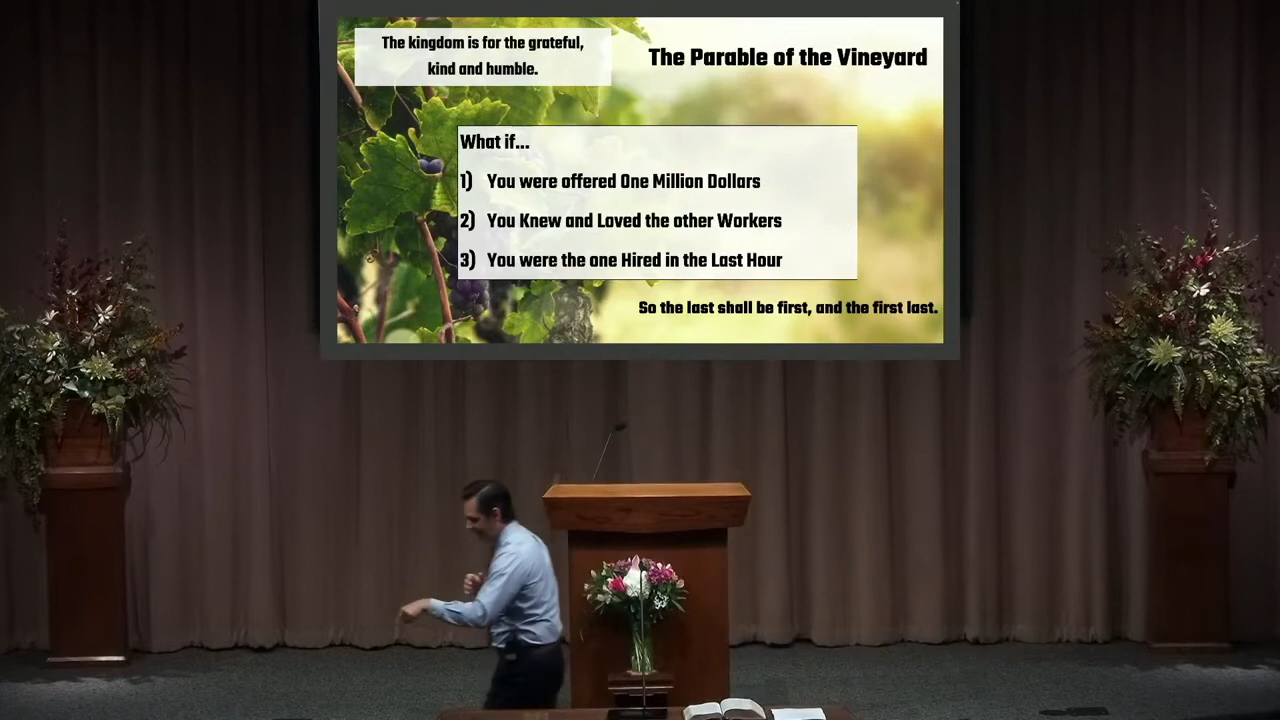 The kingdom is for the grateful,
kind and humble.
The Parable of the Vineyard
What if...
1) You were offered One Million Dollars
2) You Knew and Loved the other Workers
3) You were the one Hired in the Last Hour
So the last shall be first, and the first last.